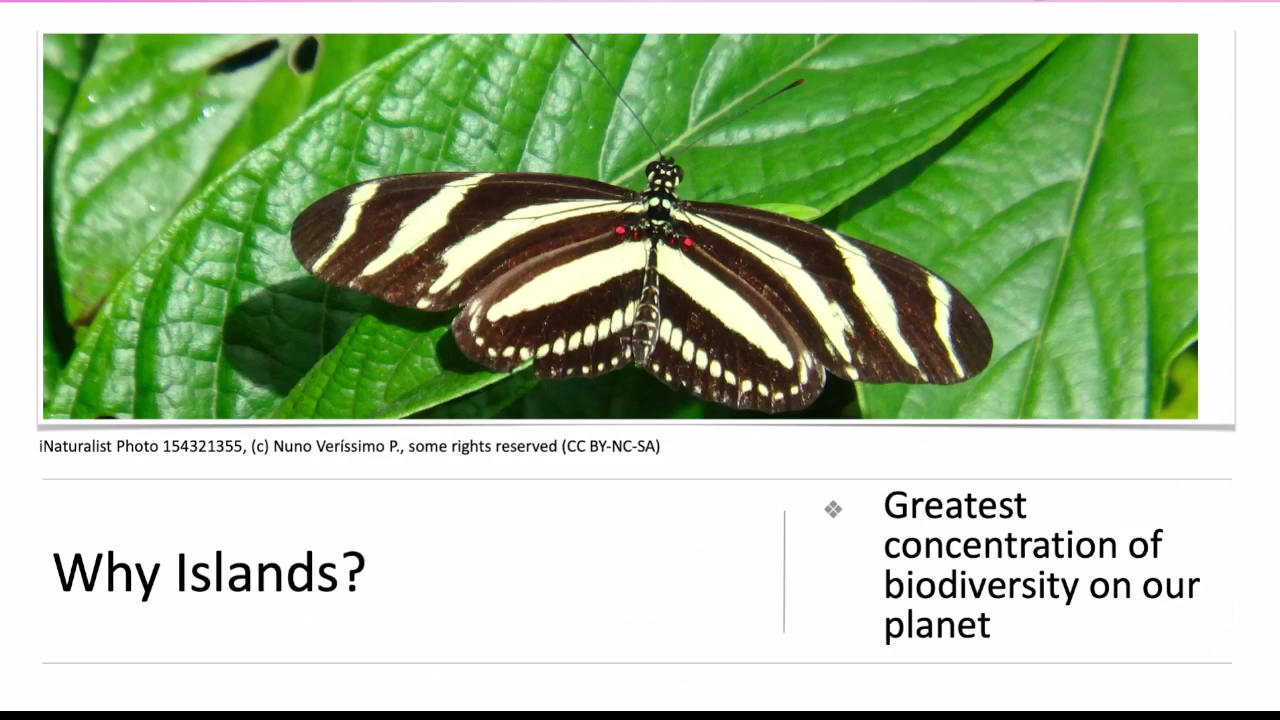 iNaturalist Photo 154321355, (c) Nuno Veríssimo P., some rights reserved (CC BY-NC-SA)
Why Islands?
Greatest
concentration of
biodiversity on our
planet